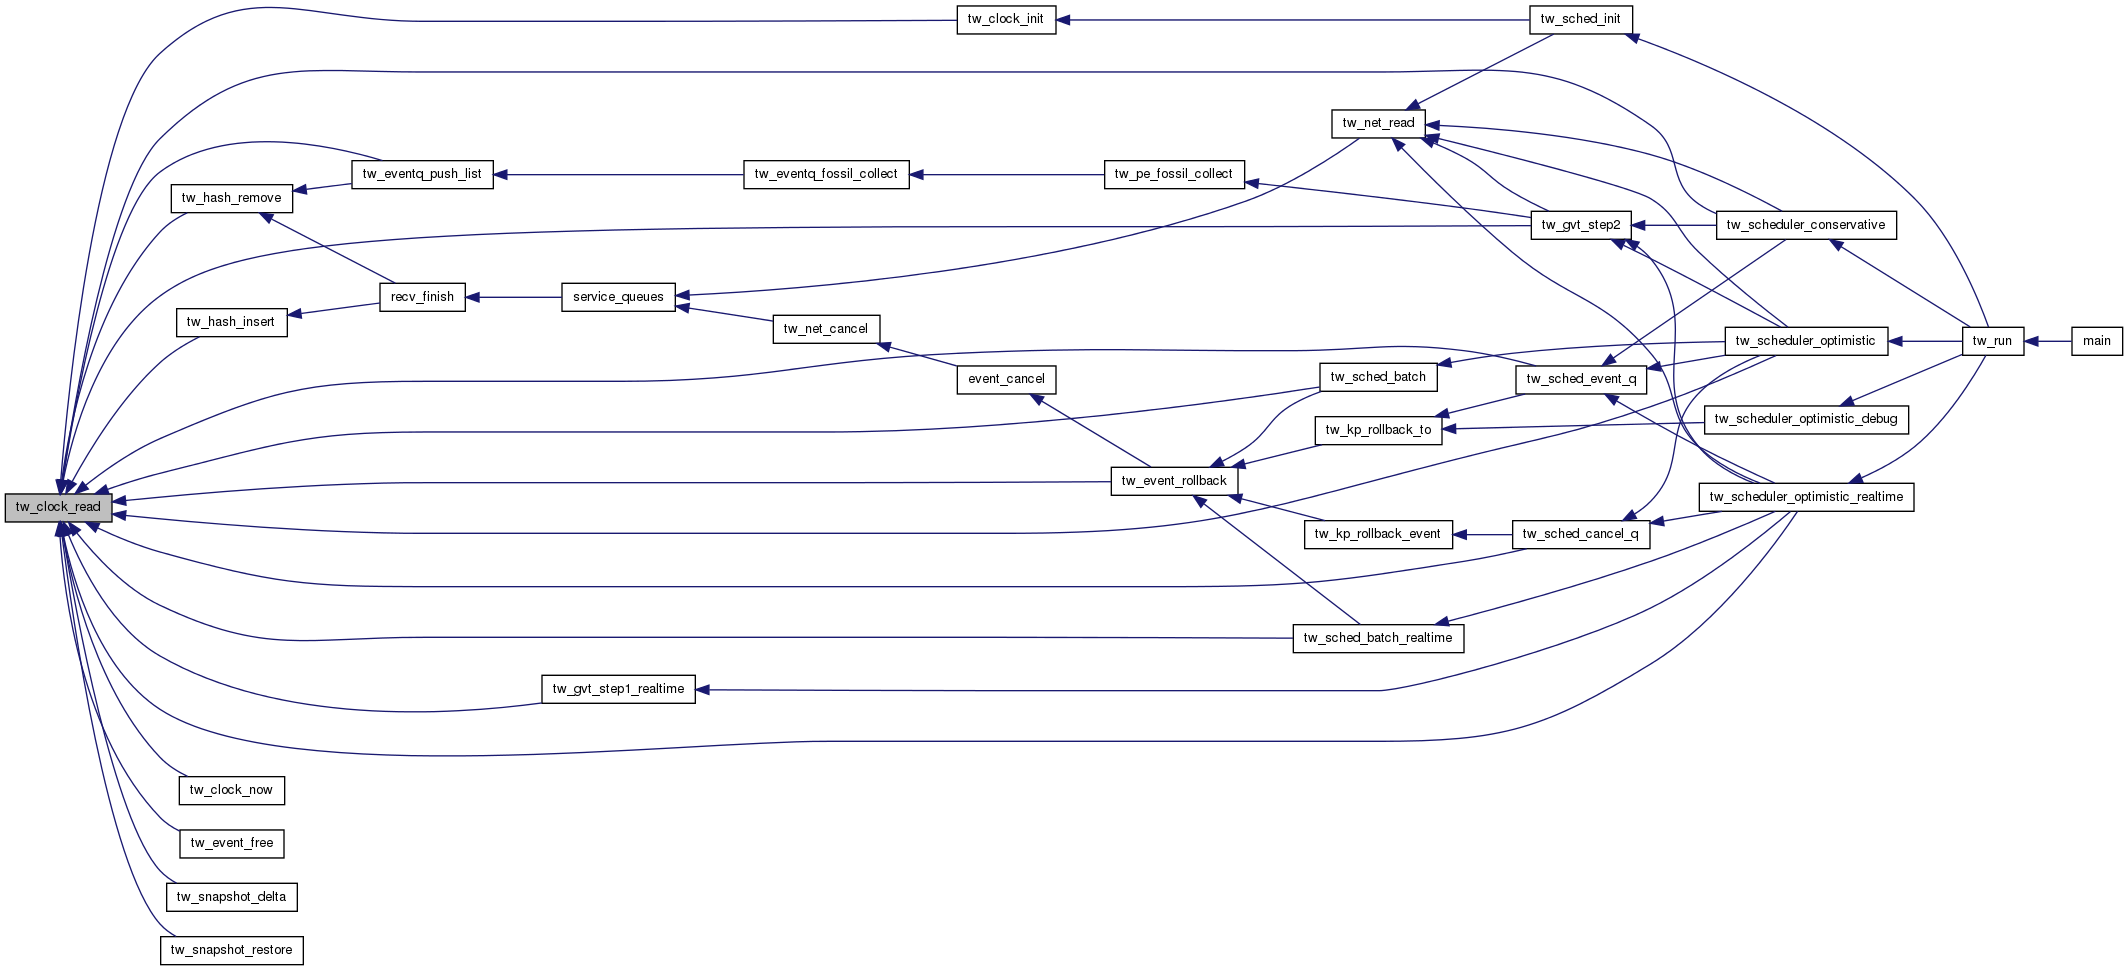 tw_clock_init
tw_sched_init
tw_net_read
tw_eventq_push_list
tw_eventq_fossil_collect
tw_pe_fossil_collect
tw_hash_remove
tw_gvt_step2
tw_scheduler_conservative
recv_finish
service_queues
tw_hash_insert
tw_net_cancel
tw_scheduler_optimistic
tw_run
main
event_cancel
tw_sched_batch
tw_sched_event_q
tw_kp_rollback_to
tw_scheduler_optimistic_debug
tw_event_rollback
tw_clock_read
tw_scheduler_optimistic_realtime
tw_kp_rollback_event
tw_sched_cancel_q
tw_sched_batch_realtime
tw_gvt_step1_realtime
tw_clock_now
tw_event_free
tw_snapshot_delta
tw_snapshot_restore